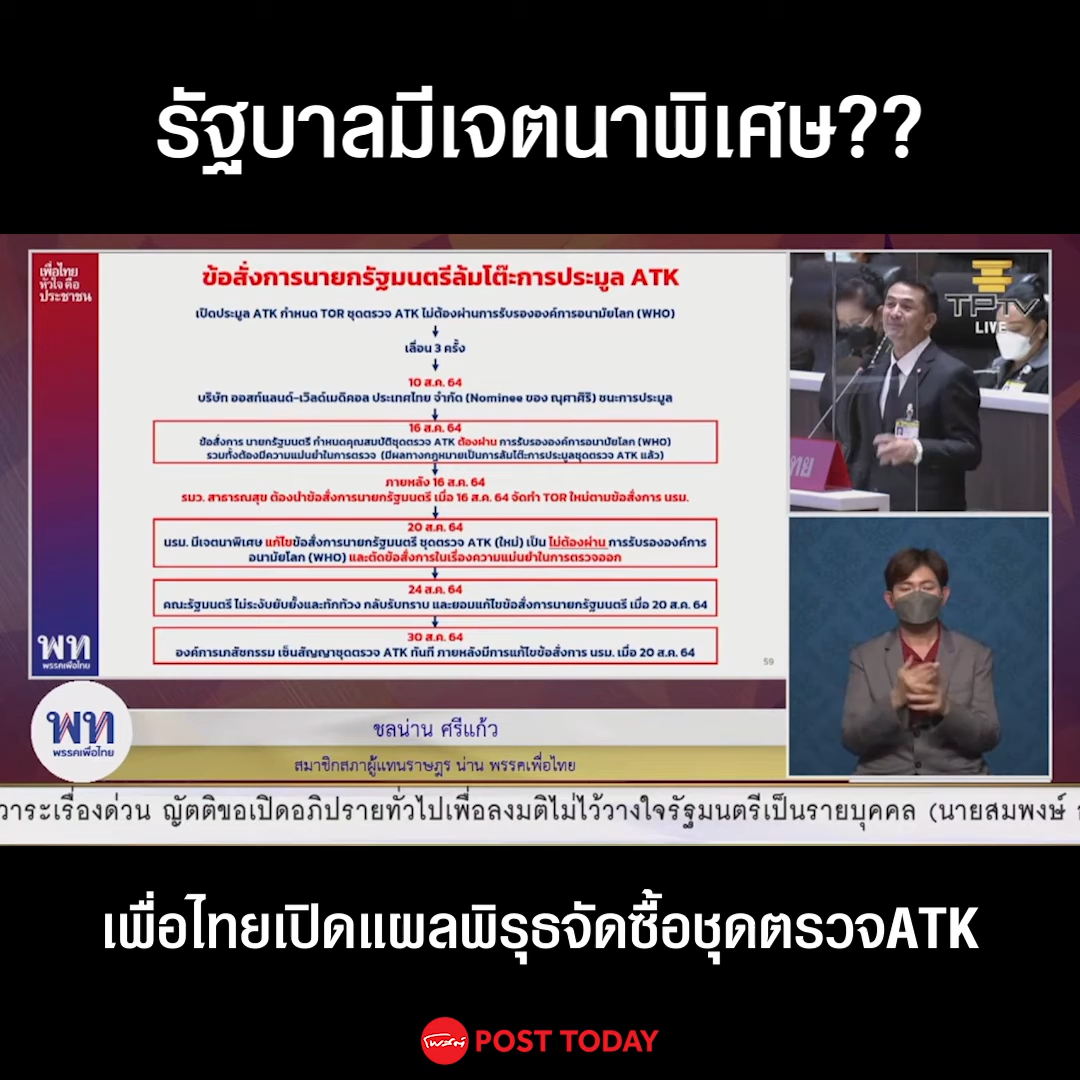 รัฐบาลมีเจตนาพิเศษ??
เพื่อไทย
หัวใจคือ
ประชาชน
ข้อสั่งการนายกรัฐมนตรีล้มโต๊ะการประมูล ATK
เปิดประมูล ATK กำหนด TOR ชุดตรวจ ATK ไม่ต้องผ่านการรับรององค์การอนามัยโลก (WHO)
เลื่อน 3 ครั้ง
10 ส.ค. 64
บริษัท ออสท์แลนด์-เวิลด์เมดิคอล ประเทศไทย จำกัด (Nominee ของ ณุศาศิริ) ชนะการประมูล
16 ส.ค. 64
ข้อสั่งการ นายกรัฐมนตรี กำหนดคุณสมบัติชุดตรวจ ATK ต้องผ่าน การรับรององค์การอนามัยโลก (WHO)
รวมทั้งต้องมีความแม่นยำในการตรวจ (มีผลทางกฎหมายเป็นการล้มโต๊ะการประมูลชุดตรวจ ATK แล้ว)
ภายหลัง 16 ส.ค. 64
รมว. สาธารณสุข ต้องนำข้อสั่งการนายกรัฐมนตรี เมื่อ 16 ส.ค. 64 จัดทำ TOR ใหม่ตามข้อสั่งการ นรม.
20 ส.ค. 64
นรม. มีเจตนาพิเศษ แก้ไขข้อสั่งการนายกรัฐมนตรี ชุดตรวจ ATK (ใหม่) เป็น ไม่ต้องผ่าน การรับรององค์การ
อนามัยโลก (WHO) และตัดข้อสั่งการในเรื่องความแม่นยำในการตรวจออก
24 ส.ค. 64
คณะรัฐมนตรี ไม่ระงับยับยั้งและทักท้วง กลับรับทราบ และยอมแก้ไขข้อสั่งการนายกรัฐมนตรี เมื่อ 20 ส.ค. 64
30 ส.ค. 64
องค์การเภสัชกรรม เซ็นสัญญาชุดตรวจ ATK ทันที ภายหลังมีการแก้ไขข้อสั่งการ นรม. เมื่อ 20 ส.ค. 64
59
พท
พรรคเพื่อไทย
TPTV
LIVE
ไทย
พท
พรรคเพื่อไทย
ชลน่าน ศรีแก้ว
สมาชิกสภาผู้แทนราษฎร น่าน พรรคเพื่อไทย
วาระเรื่องด่วน ญัตติขอเปิดอภิปรายทั่วไปเพื่อลงมติไม่ไว้วางใจรัฐมนตรีเป็นรายบุคคล (นายสมพงษ์
เพื่อไทยเปิดแผลพิรุธจัดซื้อชุดตรวจATK
โพสต์ POST TODAY